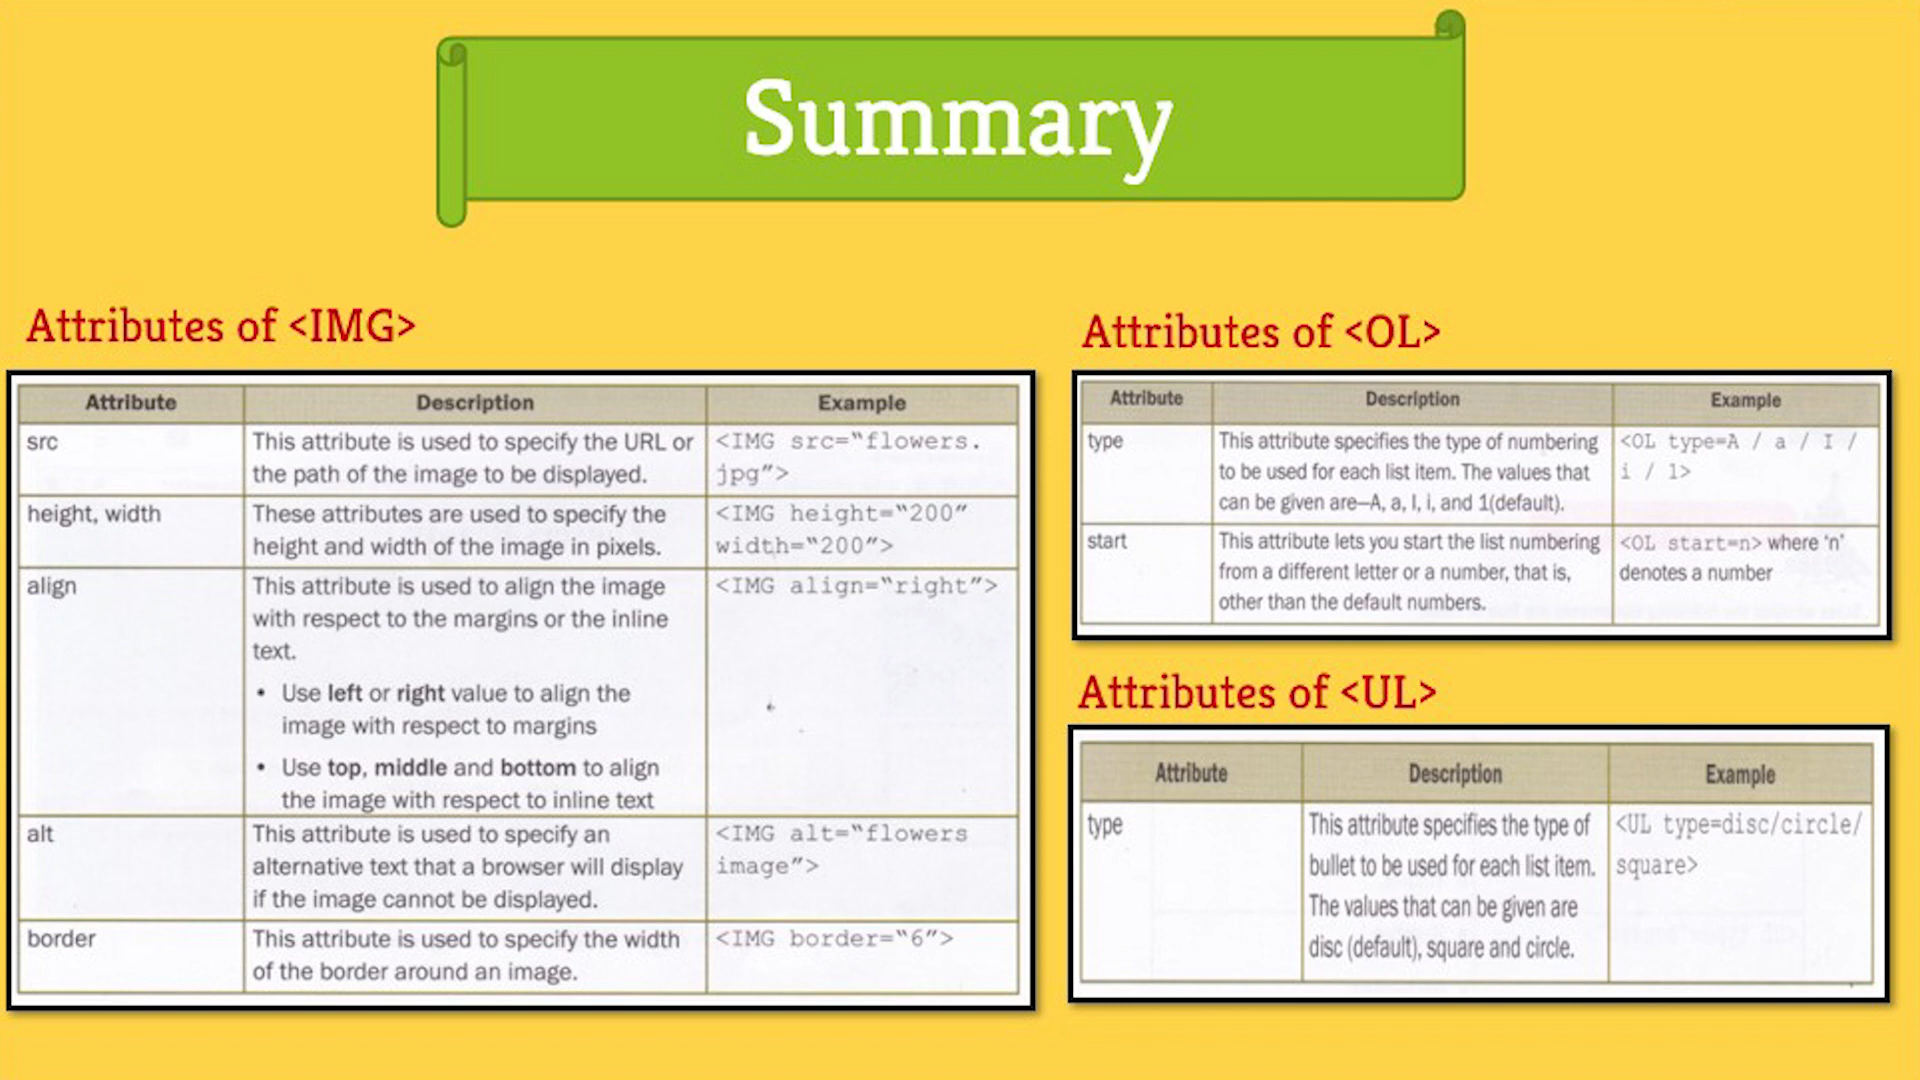 Summary
Attributes of <IMG>
Attribute Description Example
src This attribute is used to specify the URL or <IMG src=“flowers.
the path of the image to be displayed. jpg”>
height, width These attributes are used to specify the <IMG height=“200”
height and width of the image in pixels. width=“200”>
align This attribute is used to align the image <IMG align=“right”>
with respect to the margins or the inline
text.
• Use left or right value to align the
image with respect to margins
• Use top, middle and bottom to align
the image with respect to inline text
alt This attribute is used to specify an <IMG alt=“flowers
alternative text that a browser will display image”>
if the image cannot be displayed.
border This attribute is used to specify the width <IMG border=“6”>
of the border around an image.
Attributes of <OL>
Attribute Description Example
type This attribute specifies the type of numbering <OL type=A / a / I /
to be used for each list item. The values that i / 1>
can be given are—A, a, I, i, and 1(default).
start This attribute lets you start the list numbering <OL start=n> where ‘n’
from a different letter or a number, that is, denotes a number
other than the default numbers.
Attributes of <UL>
Attribute Description Example
type This attribute specifies the type of <UL type=disc/circle/
bullet to be used for each list item. square>
The values that can be given are
disc (default), square and circle.